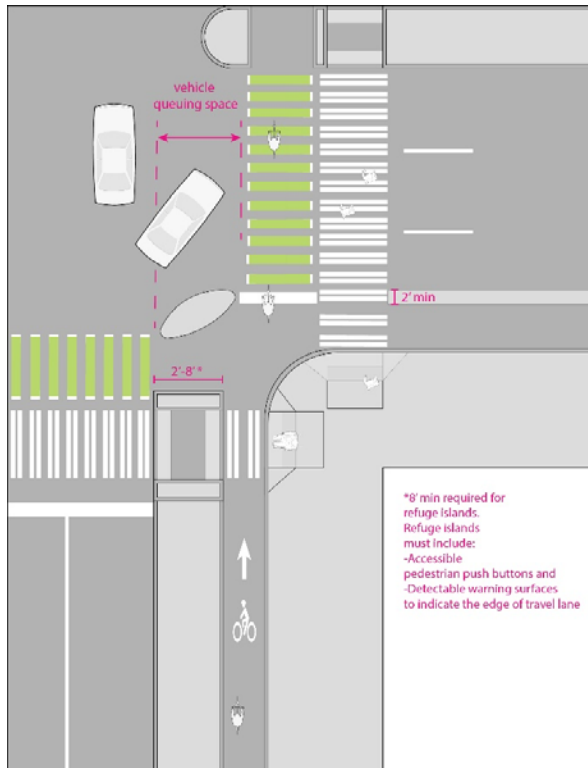 vehicle
queuing space
2' min
2'-8' *
*8' min required for
refuge islands.
Refuge islands
must include:
-Accessible
pedestrian push buttons and
-Detectable warning surfaces
to indicate the edge of travel lane